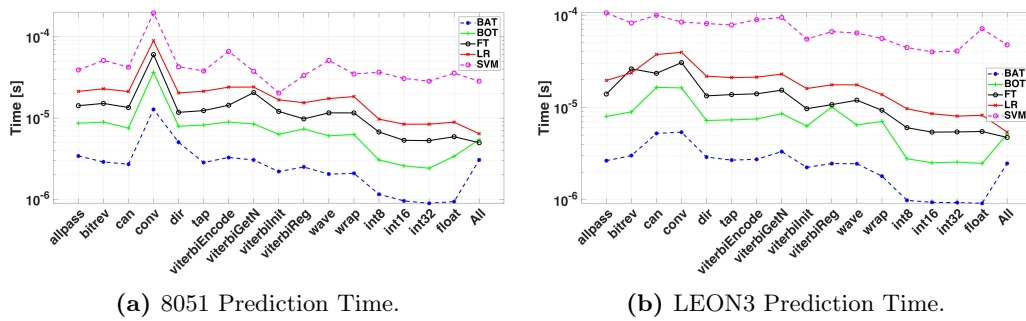 BAT
BOT
FT
LR
SVM
Time [s]
10^-4
10^-5
10^-6
allpass
bitrev
can
conv
dir
tap
viterbiEncode
viterbiGetN
viterbiInit
viterbiReg
wave
wrap
int8
int16
int32
float
All
(a) 8051 Prediction Time.
BAT
BOT
FT
LR
SVM
Time [s]
10^-4
10^-5
10^-6
allpass
bitrev
can
conv
dir
tap
viterbiEncode
viterbiGetN
viterbiInit
viterbiReg
wave
wrap
int8
int16
int32
float
All
(b) LEON3 Prediction Time.